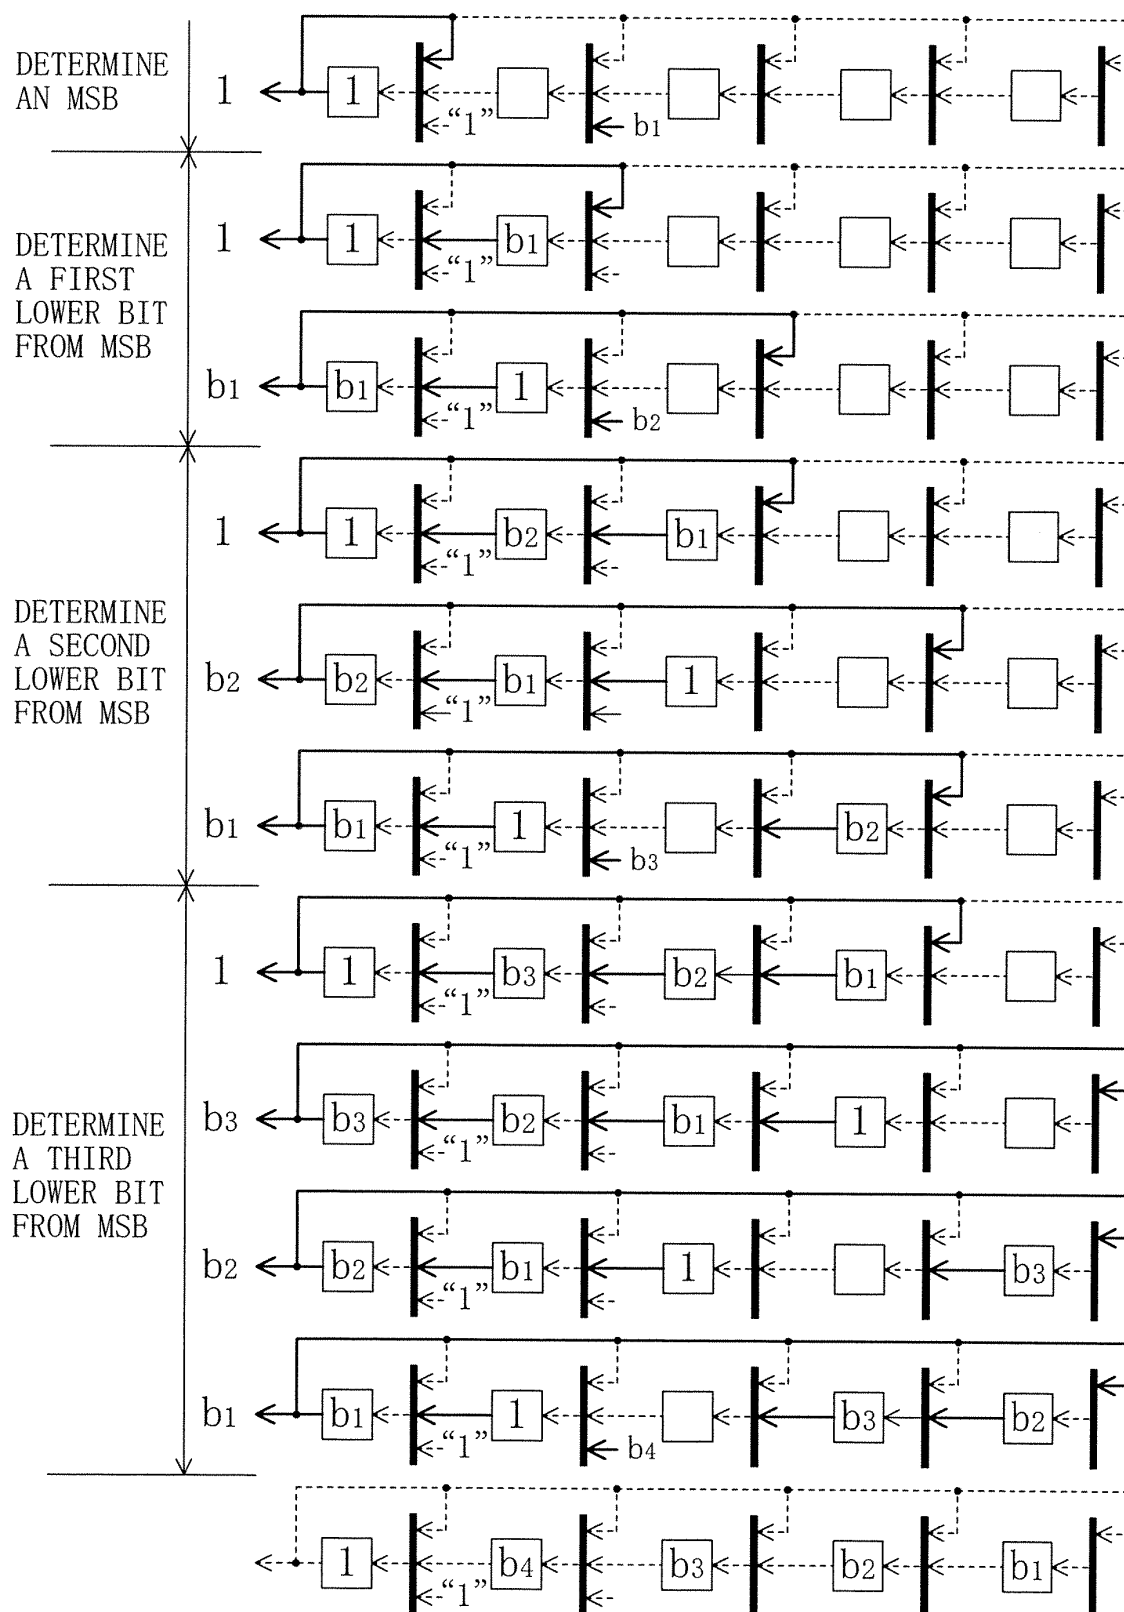 DETERMINE
AN MSB
1 1
"1" b1
DETERMINE
A FIRST
LOWER BIT
FROM MSB
1 1 b1
"1"
b1 b1 1
"1" b2
DETERMINE
A SECOND
LOWER BIT
FROM MSB
1 1 b2 b1
"1"
b2 b2 b1 1
"1"
b1 b1 1 b2
"1" b3
DETERMINE
A THIRD
LOWER BIT
FROM MSB
1 1 b3 b2 b1
"1"
b3 b3 b2 b1 1
"1"
b2 b2 b1 1 b3
"1"
b1 b1 1 b3 b2
"1" b4
1 b4 b3 b2 b1
"1"